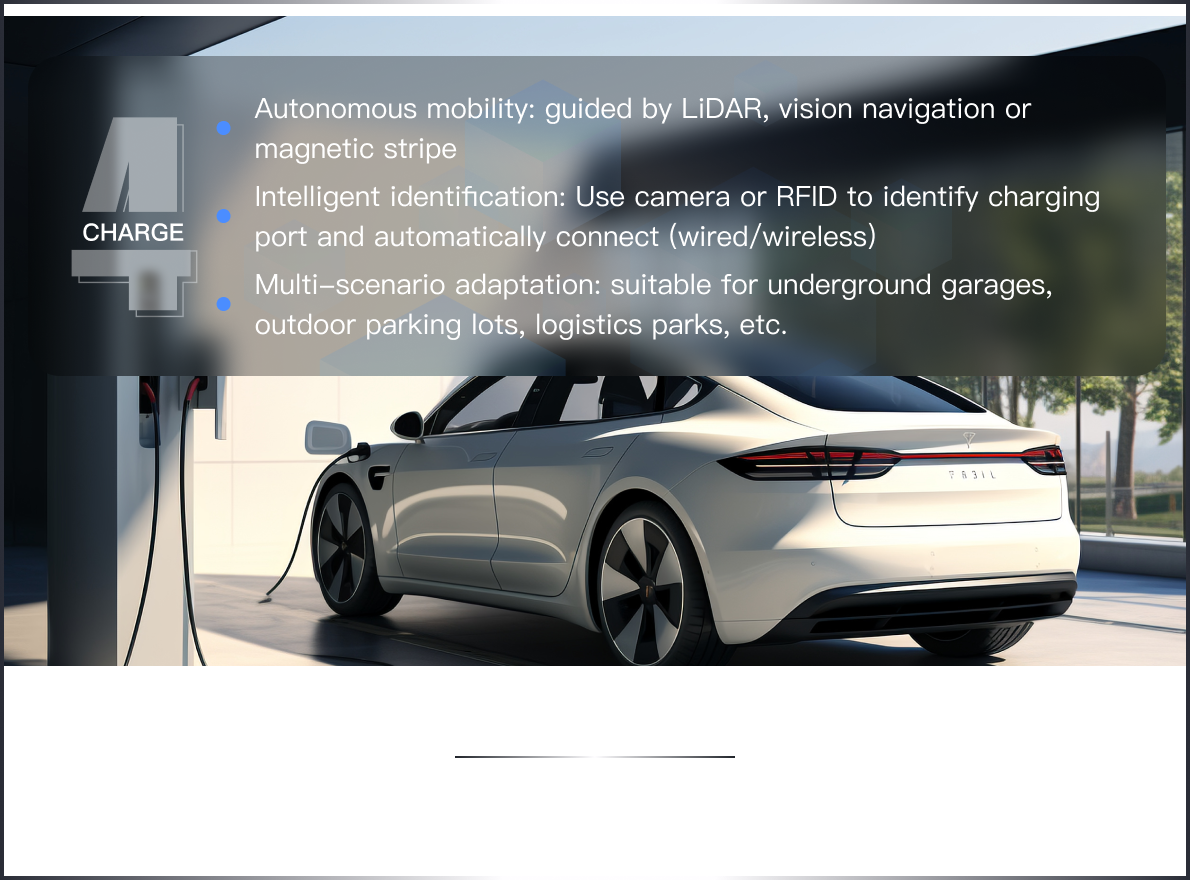 4
CHARGE
Autonomous mobility: guided by LiDAR, vision navigation or
magnetic stripe
Intelligent identification: Use camera or RFID to identify charging
port and automatically connect (wired/wireless)
Multi-scenario adaptation: suitable for underground garages,
outdoor parking lots, logistics parks, etc.